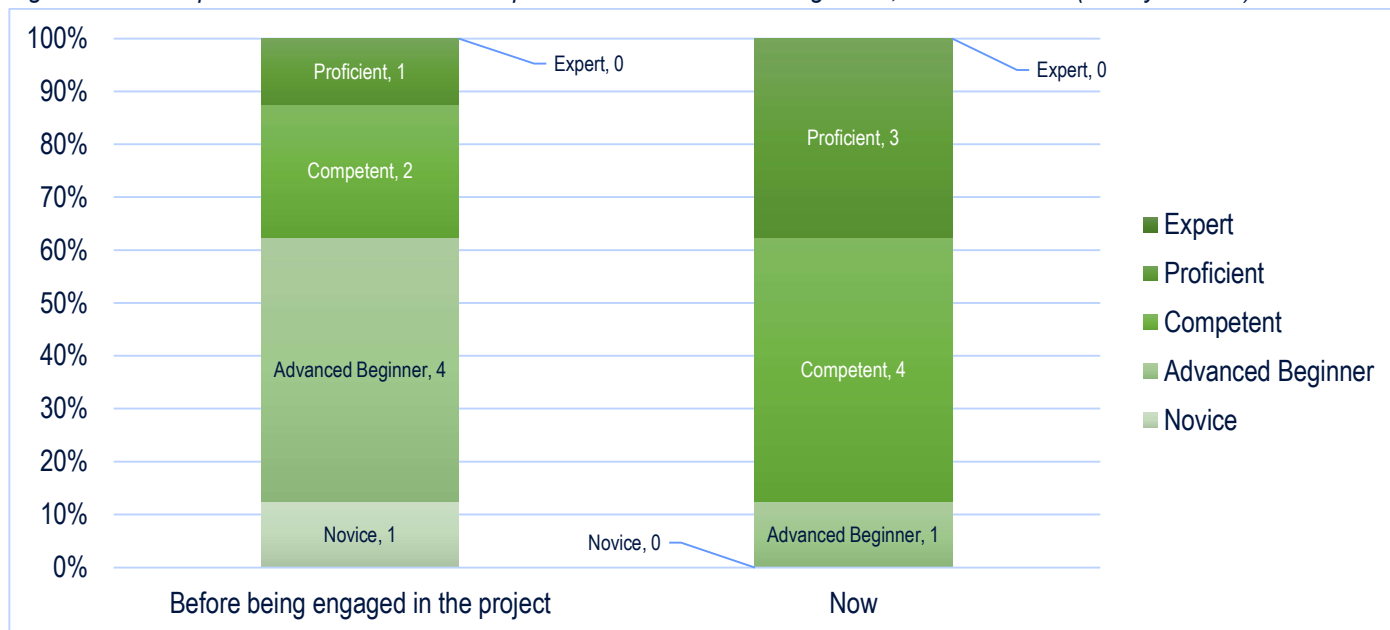 100%
90%
80%
70%
60%
50%
40%
30%
20%
10%
0%
Proficient, 1
Expert, 0
Competent, 2
Advanced Beginner, 4
Novice, 1
Expert, 0
Proficient, 3
Competent, 4
Novice, 0
Advanced Beginner, 1
Before being engaged in the project
Now
Expert
Proficient
Competent
Advanced Beginner
Novice